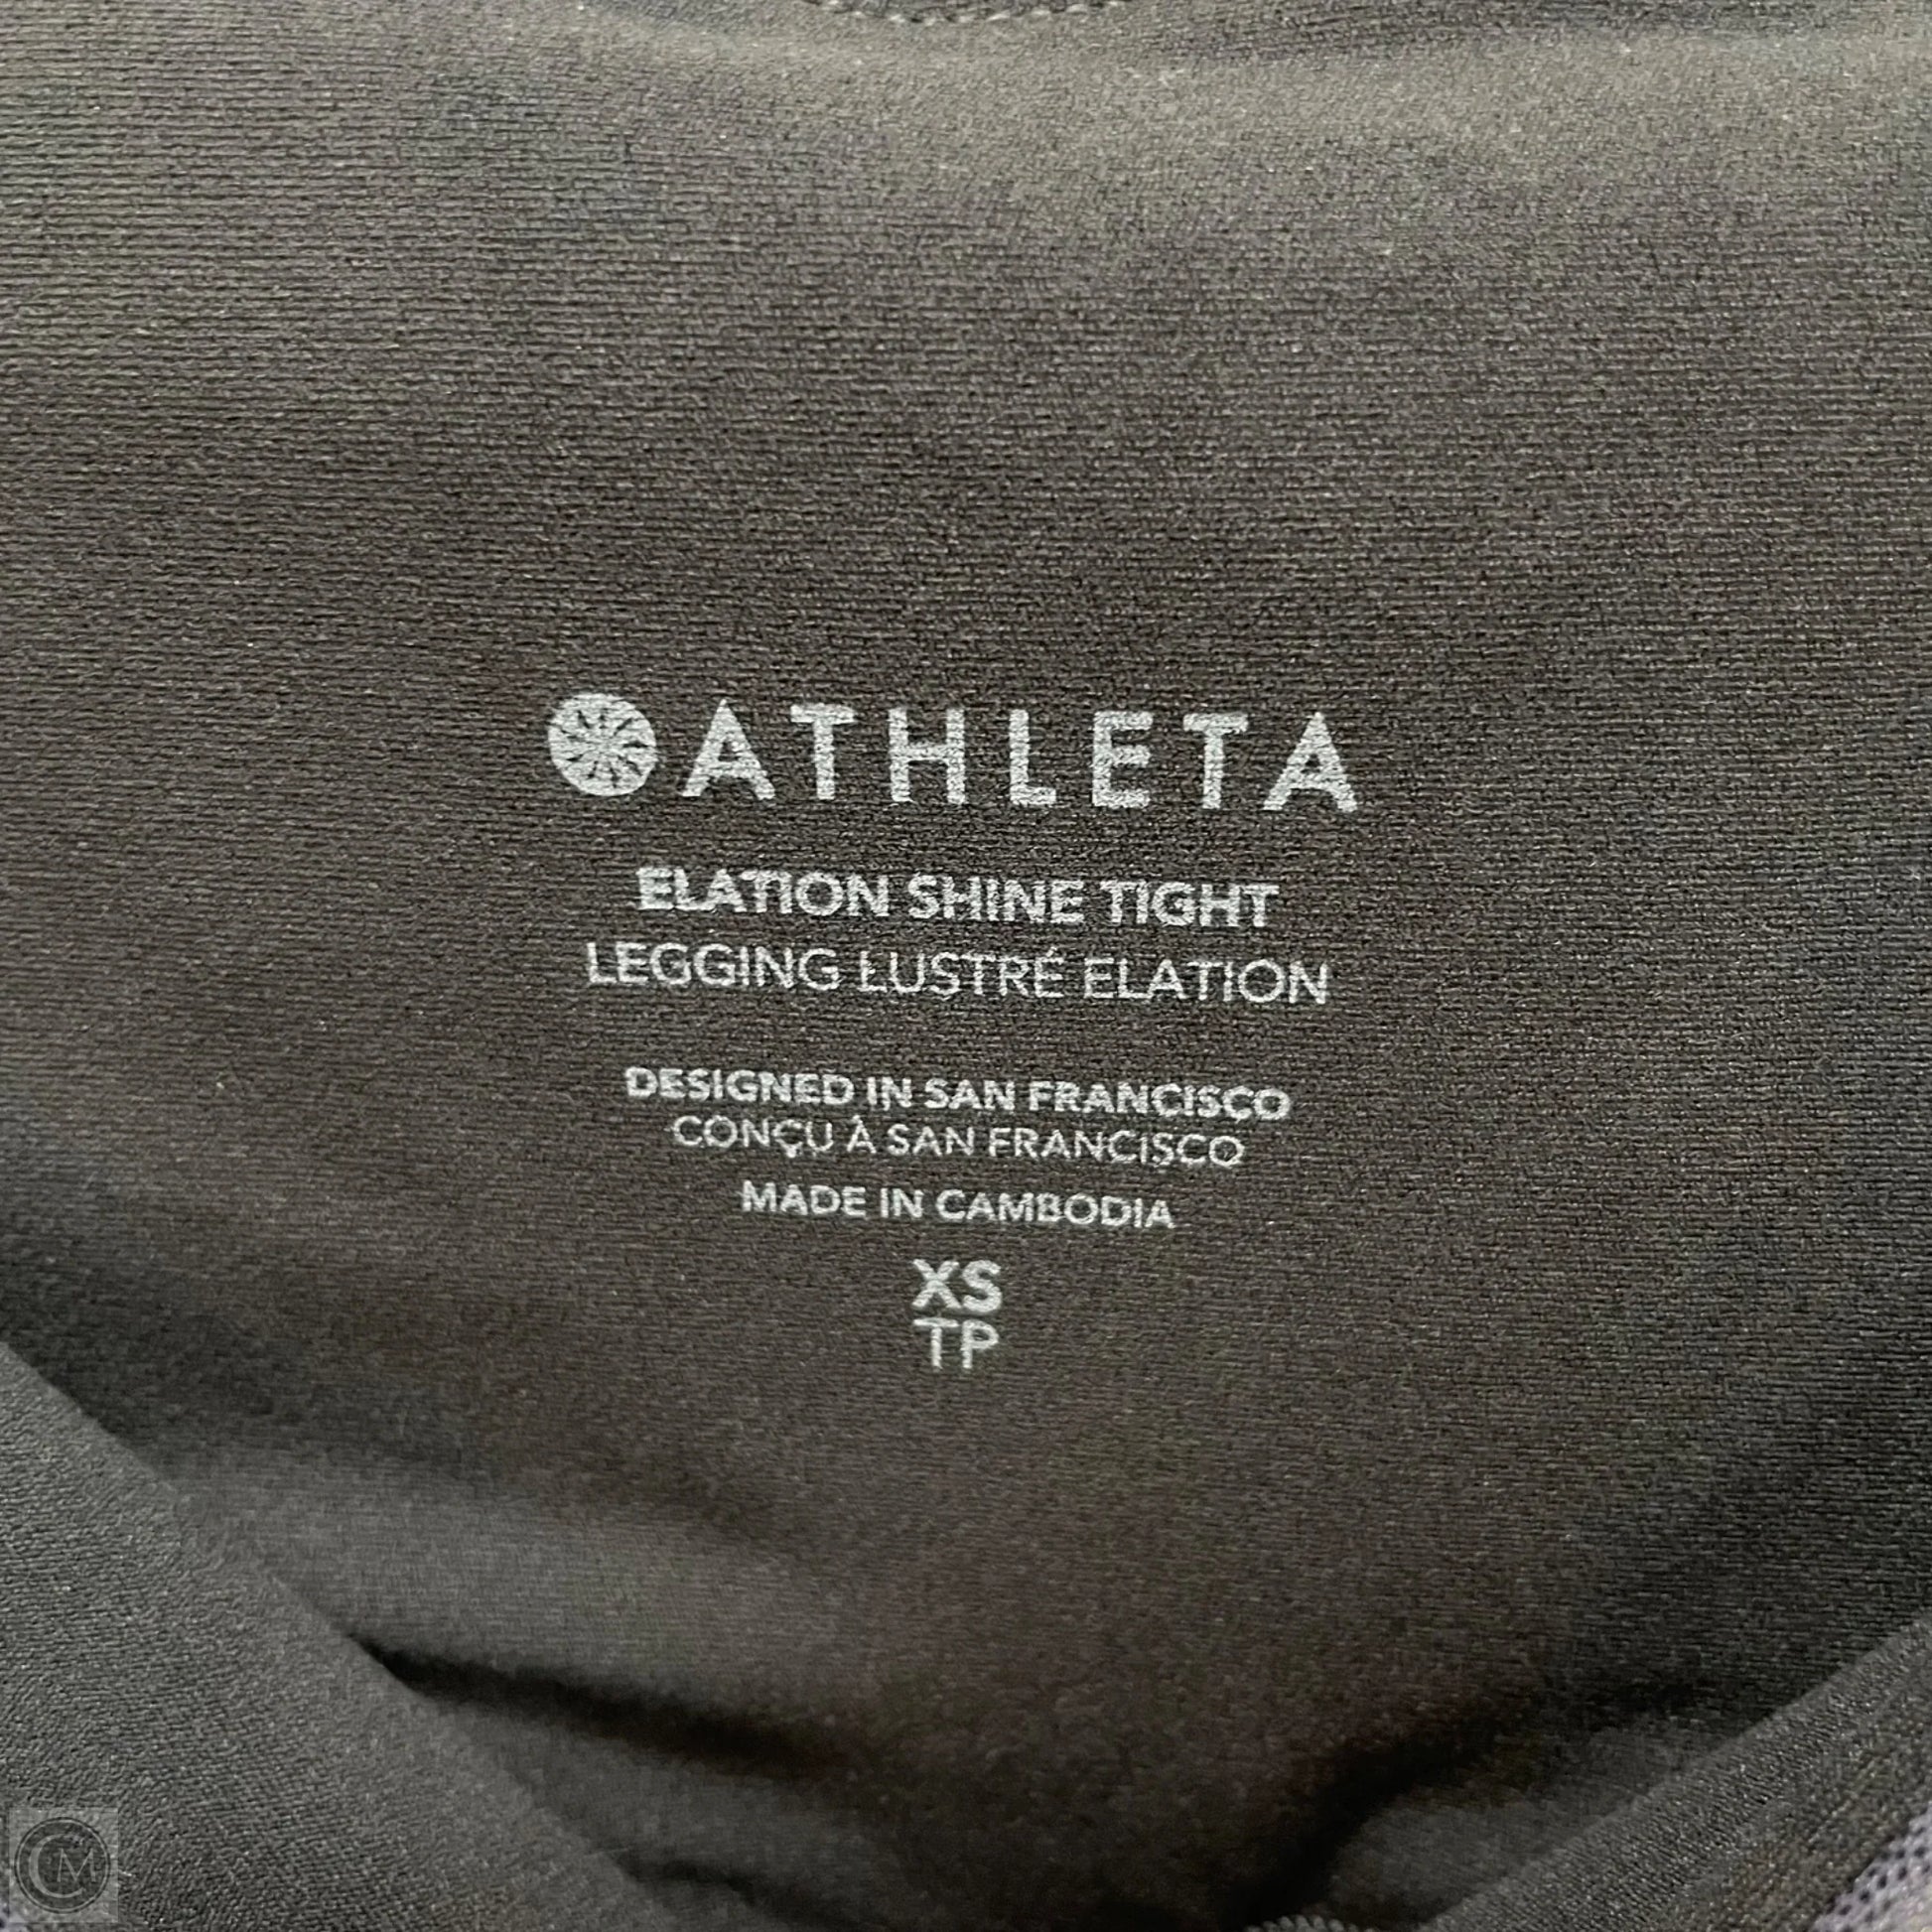 ATHLETA
ELATION SHINE TIGHT
LEGGING LUSTRÉ ELATION
DESIGNED IN SAN FRANCISCO
CONÇU À SAN FRANCISCO
MADE IN CAMBODIA
XS
TP
CM